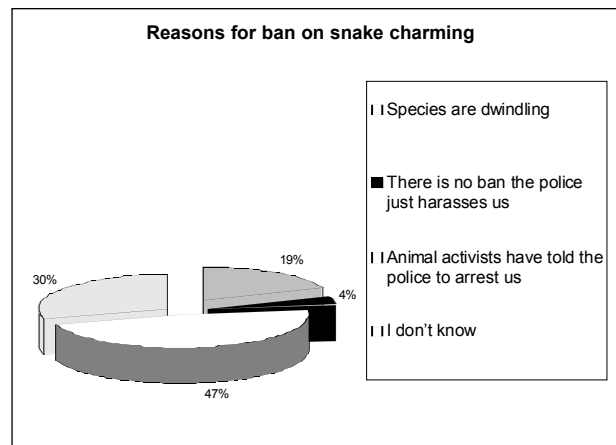 Reasons for ban on snake charming
Species are dwindling
There is no ban the police
just harasses us
Animal activists have told the
police to arrest us
I don't know
30%
19%
4%
47%